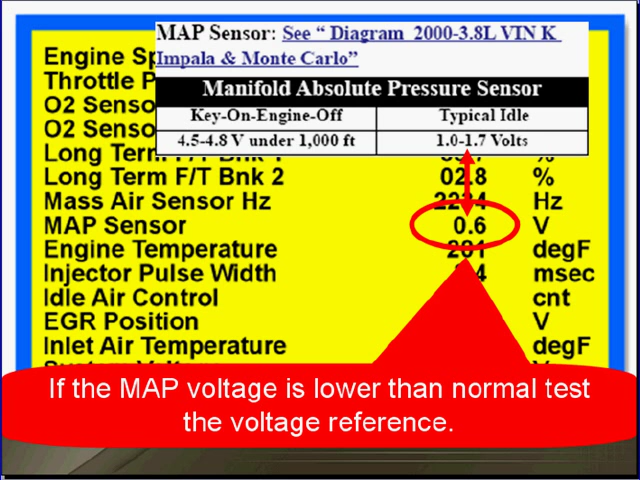 MAP Sensor: See “ Diagram 2000-3.8L VIN K
Impala & Monte Carlo”
Manifold Absolute Pressure Sensor
Key-On-Engine-Off Typical Idle
4.5-4.8 V under 1,000 ft 1.0-1.7 Volts
Engine
Throttle
O2
O2
Long Term F/T Bnk %
Long Term F/T Bnk 2 02.8 %
Mass Air Sensor Hz Hz
MAP Sensor 0.6 V
Engine Temperature 201 degF
Injector Pulse Width msec
Idle Air Control cnt
EGR Position V
Inlet Air Temperature degF
If the MAP voltage is lower than normal test
the voltage reference.